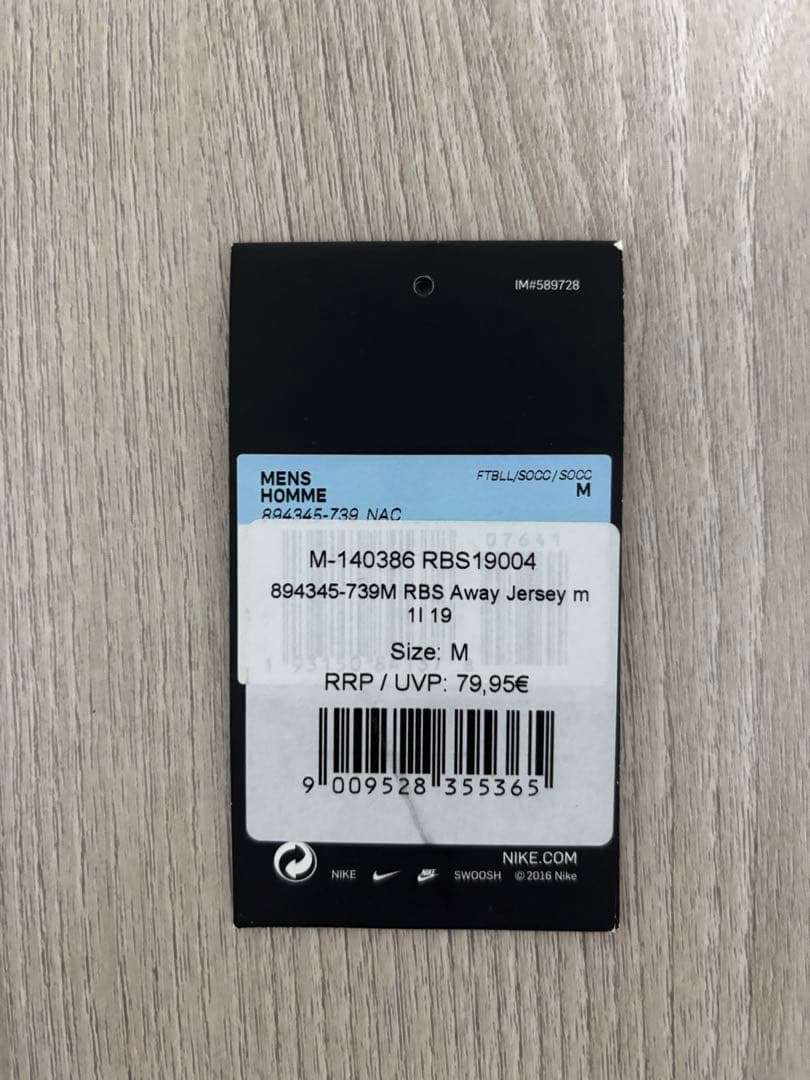 IM#589728
MENS
HOMME
FTBLL/SOCC/SOCC
M
894345-739 NAC
07641
M-140386 RBS19004
894345-739M RBS Away Jersey m
1l 19
Size: M
RRP / UVP: 79,95€
9 009528 355365
NIKE.COM
NIKE
SWOOSH © 2016 Nike